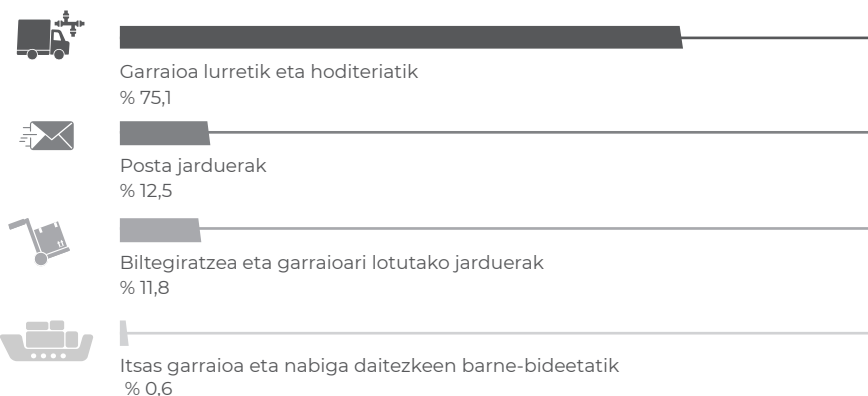 Garraioa lurretik eta hoditeriatik
% 75,1
Posta jarduerak
% 12,5
Biltegiratzea eta garraioari lotutako jarduerak
% 11,8
Itsas garraioa eta nabiga daitezkeen barne-bideetatik
% 0,6